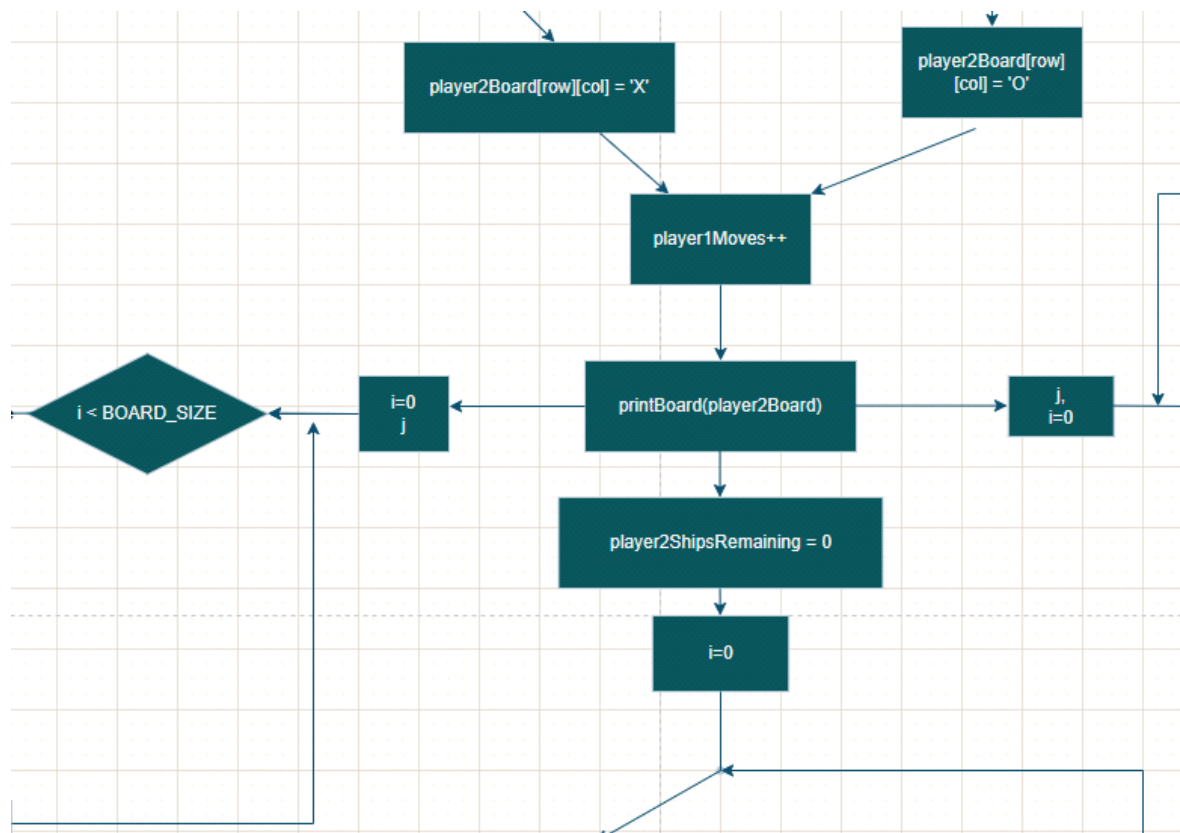 player2Board[row][col] = 'X'
player2Board[row]
[col] = 'O'
player1Moves++
i < BOARD_SIZE
i=0
j
printBoard(player2Board)
j,
i=0
player2ShipsRemaining = 0
i=0